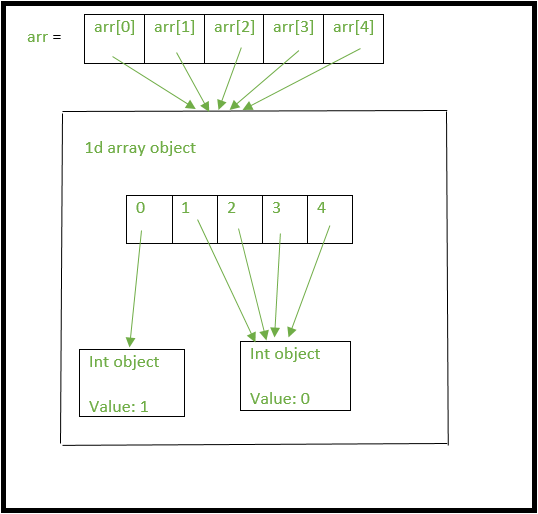 arr = arr[0] arr[1] arr[2] arr[3] arr[4]
1d array object
0 1 2 3 4
Int object
Value: 1
Int object
Value: 0